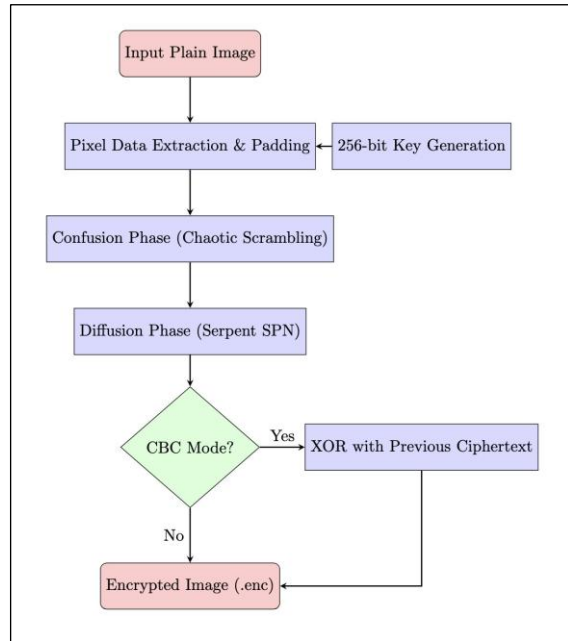 Input Plain Image
Pixel Data Extraction & Padding
256-bit Key Generation
Confusion Phase (Chaotic Scrambling)
Diffusion Phase (Serpent SPN)
CBC Mode?
Yes
XOR with Previous Ciphertext
No
Encrypted Image (.enc)